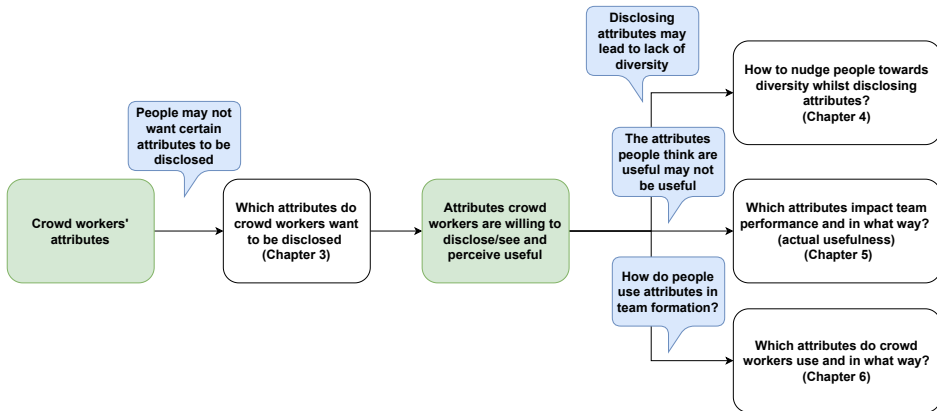 Disclosing
attributes may
lead to lack of
diversity
How to nudge people towards
diversity whilst disclosing
attributes?
(Chapter 4)
People may not
want certain
attributes to be
disclosed
The attributes
people think are
useful may not
be useful
Crowd workers'
attributes
Which attributes do
crowd workers want
to be disclosed
(Chapter 3)
Attributes crowd
workers are willing to
disclose/see and
perceive useful
Which attributes impact team
performance and in what way?
(actual usefulness)
(Chapter 5)
How do people
use attributes in
team formation?
Which attributes do crowd
workers use and in what way?
(Chapter 6)